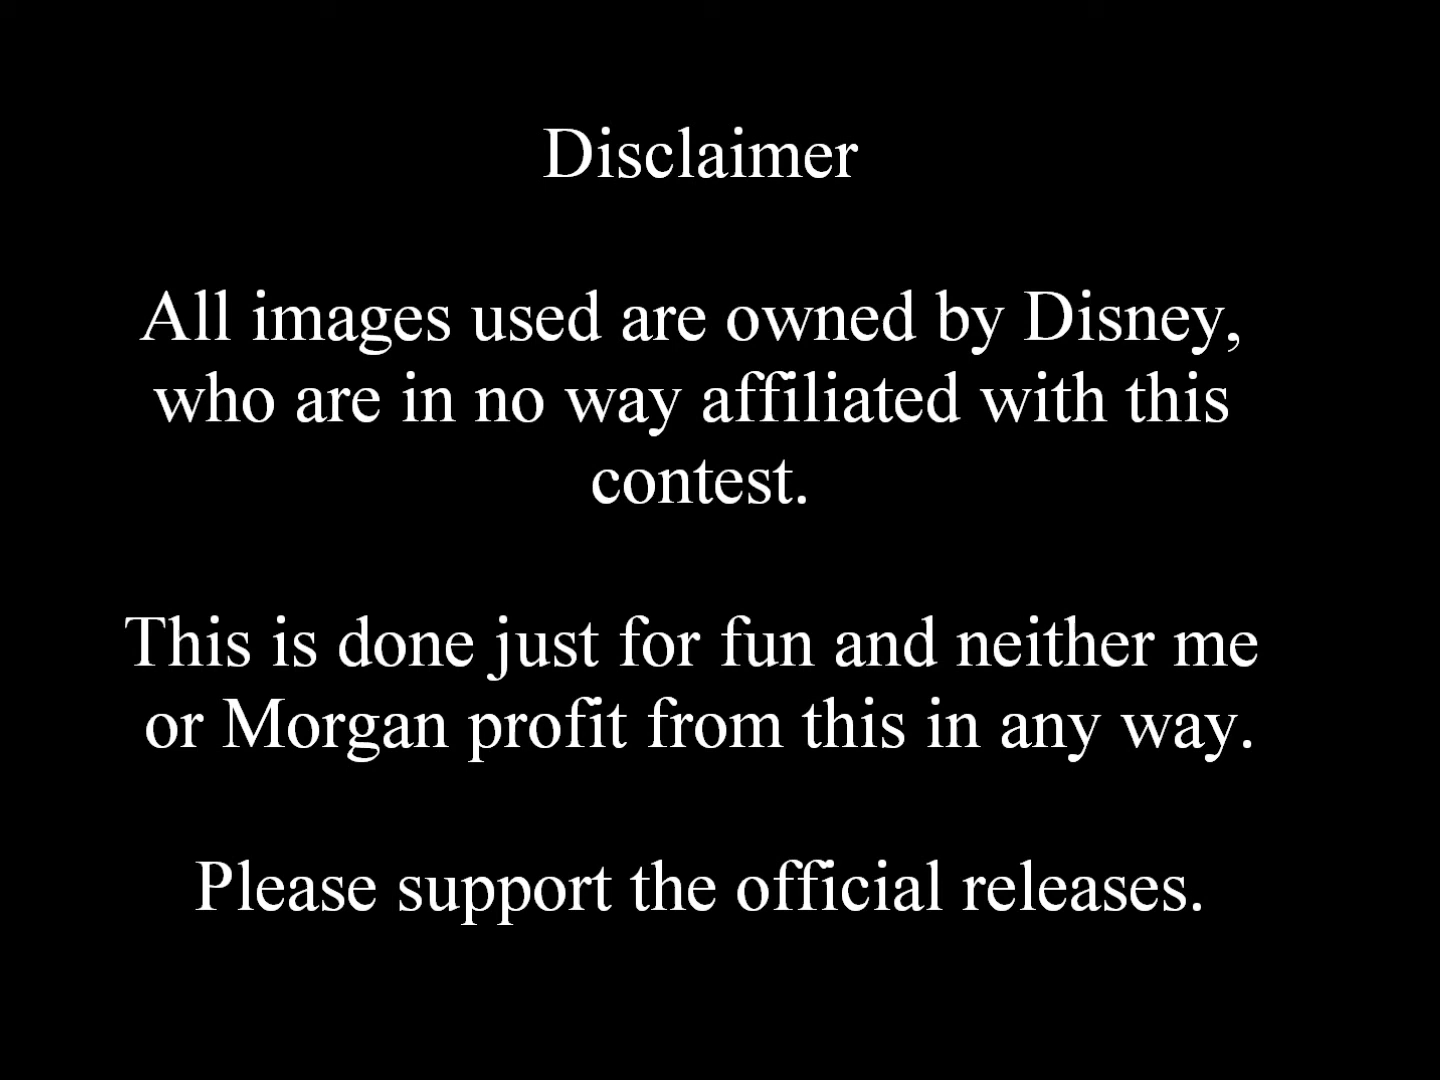 Disclaimer
All images used are owned by Disney,
who are in no way affiliated with this
contest.
This is done just for fun and neither me
or Morgan profit from this in any way.
Please support the official releases.